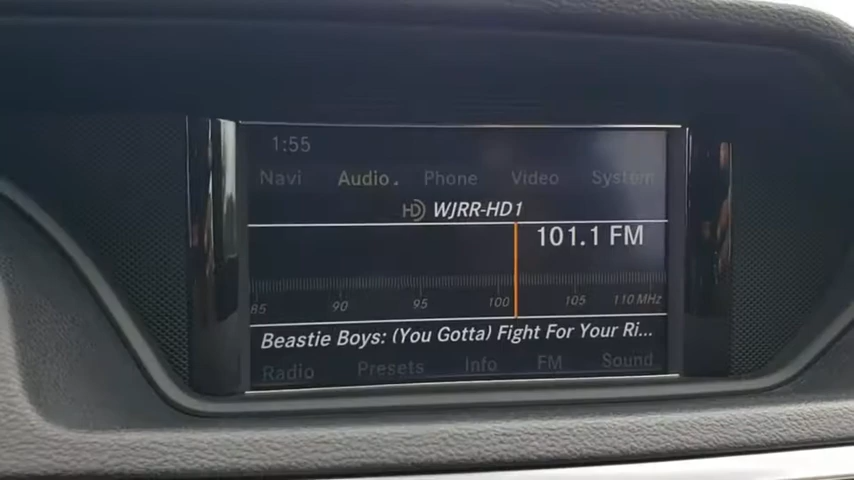 1:55
Navi Audio. Phone Video System
HD WJRR-HD1
101.1 FM
85 90 95 100 105 110 MHz
Beastie Boys: (You Gotta) Fight For Your Ri...
Radio Presets Info FM Sound